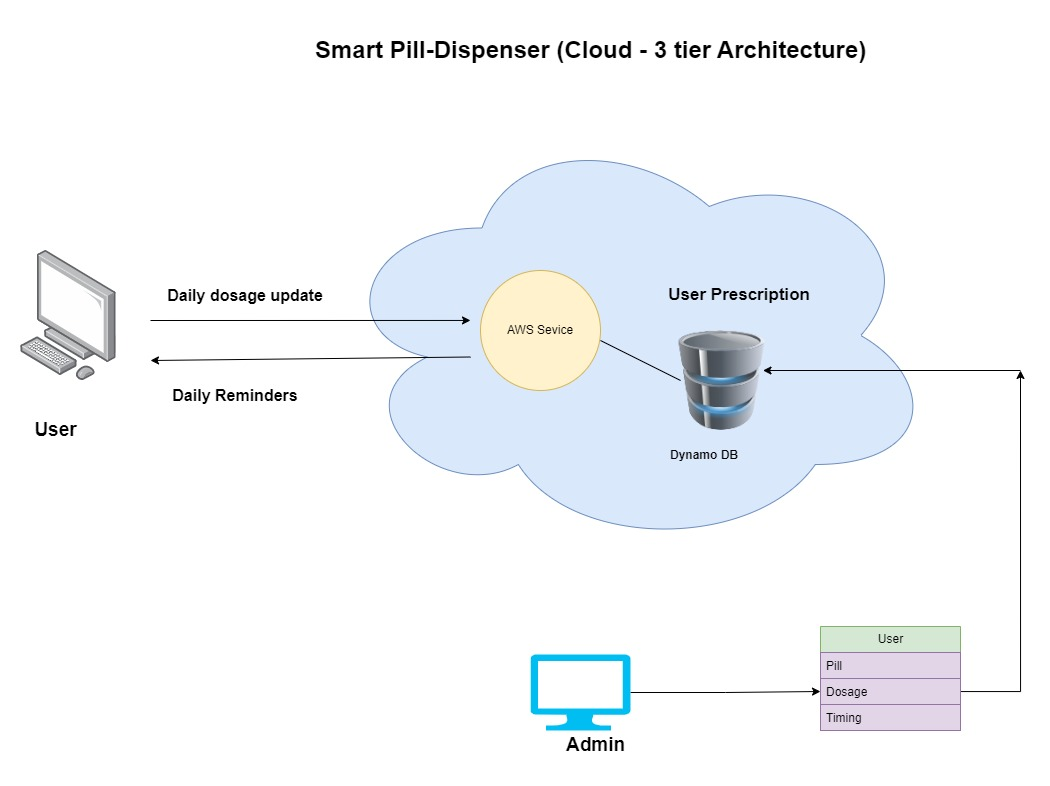 Smart Pill-Dispenser (Cloud - 3 tier Architecture)
Daily dosage update
User Prescription
AWS Sevice
Daily Reminders
User
Dynamo DB
User
Pill
Dosage
Timing
Admin